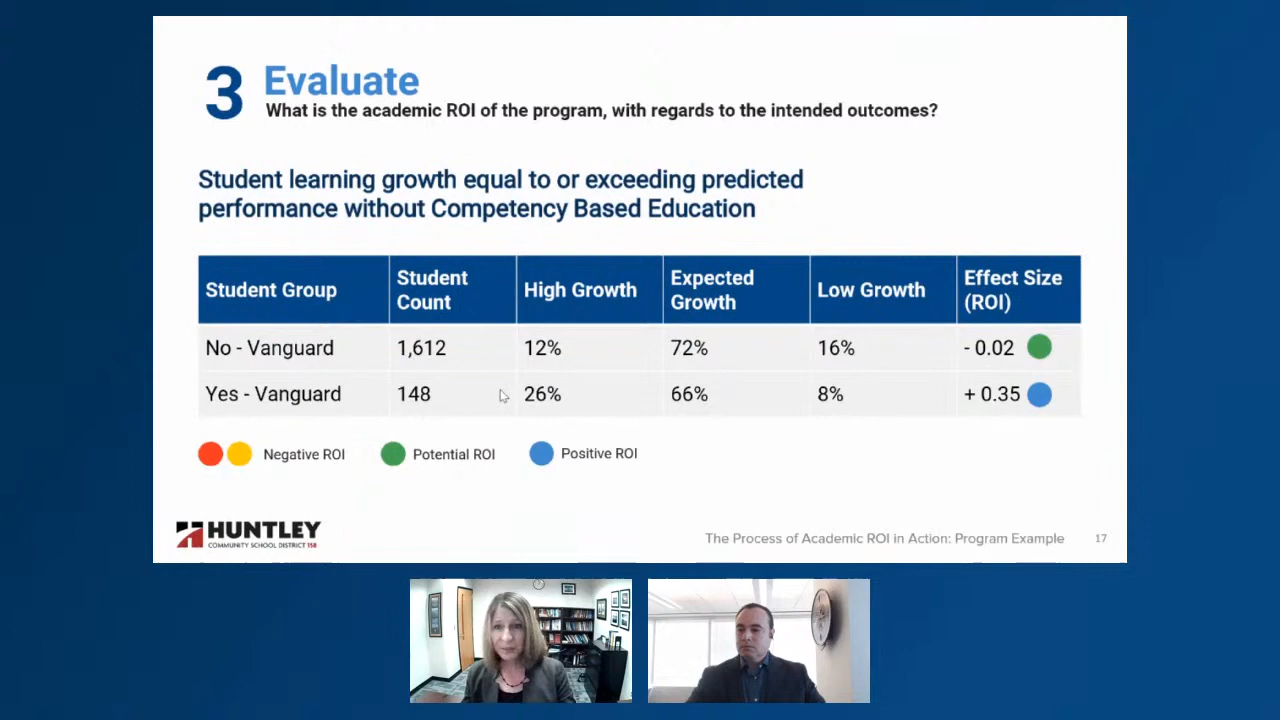 3 Evaluate
What is the academic ROI of the program, with regards to the intended outcomes?
Student learning growth equal to or exceeding predicted
performance without Competency Based Education
Student Group Student Count High Growth Expected Growth Low Growth Effect Size (ROI)
No - Vanguard 1,612 12% 72% 16% - 0.02
Yes - Vanguard 148 26% 66% 8% + 0.35
Negative ROI Potential ROI Positive ROI
HUNTLEY
COMMUNITY SCHOOL DISTRICT 158
The Process of Academic ROI in Action: Program Example 17